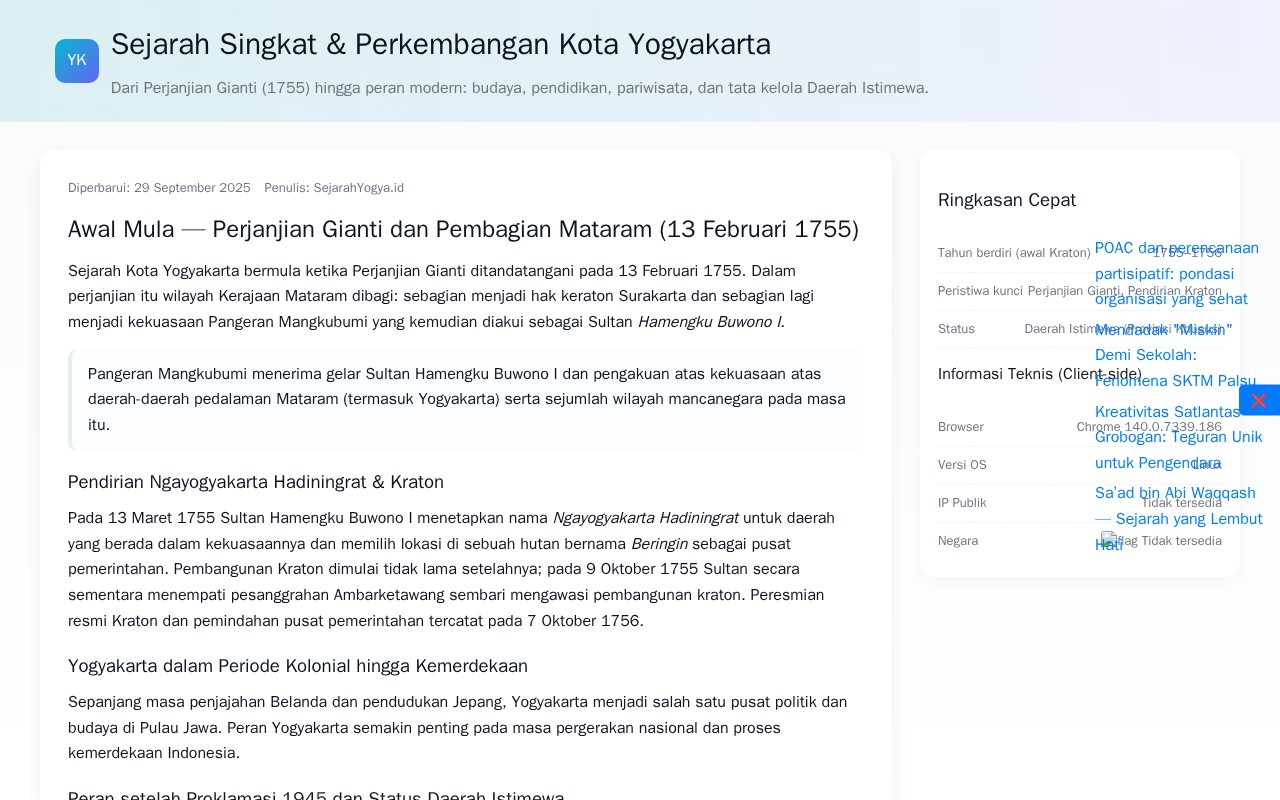 YK
Sejarah Singkat & Perkembangan Kota Yogyakarta
Dari Perjanjian Gianti (1755) hingga peran modern: budaya, pendidikan, pariwisata, dan tata kelola Daerah Istimewa.
Diperbarui: 29 September 2025 Penulis: SejarahYogya.id
Awal Mula — Perjanjian Gianti dan Pembagian Mataram (13 Februari 1755)
Sejarah Kota Yogyakarta bermula ketika Perjanjian Gianti ditandatangani pada 13 Februari 1755. Dalam
perjanjian itu wilayah Kerajaan Mataram dibagi: sebagian menjadi hak keraton Surakarta dan sebagian lagi
menjadi kekuasaan Pangeran Mangkubumi yang kemudian diakui sebagai Sultan Hamengku Buwono I.
Pangeran Mangkubumi menerima gelar Sultan Hamengku Buwono I dan pengakuan atas kekuasaan atas
daerah-daerah pedalaman Mataram (termasuk Yogyakarta) serta sejumlah wilayah mancanegara pada masa
itu.
Pendirian Ngayogyakarta Hadiningrat & Kraton
Pada 13 Maret 1755 Sultan Hamengku Buwono I menetapkan nama Ngayogyakarta Hadiningrat untuk daerah
yang berada dalam kekuasaannya dan memilih lokasi di sebuah hutan bernama Beringin sebagai pusat
pemerintahan. Pembangunan Kraton dimulai tidak lama setelahnya; pada 9 Oktober 1755 Sultan secara
sementara menempati pesanggrahan Ambarketawang sembari mengawasi pembangunan kraton. Peresmian
resmi Kraton dan pemindahan pusat pemerintahan tercatat pada 7 Oktober 1756.
Yogyakarta dalam Periode Kolonial hingga Kemerdekaan
Sepanjang masa penjajahan Belanda dan pendudukan Jepang, Yogyakarta menjadi salah satu pusat politik dan
budaya di Pulau Jawa. Peran Yogyakarta semakin penting pada masa pergerakan nasional dan proses
kemerdekaan Indonesia.
Peran setelah Proklamasi 1945 dan Status Daerah Istimewa
Ringkasan Cepat
Tahun berdiri (awal Kraton) 1755–1756
Peristiwa kunci Perjanjian Gianti, Pendirian Kraton
Status Daerah Istimewa
Informasi Teknis (Client-side)
Browser Chrome 140.0.7339.186
Versi OS Linux
IP Publik Tidak tersedia
Negara flag Tidak tersedia
POAC dan perencanaan
partisipatif: pondasi
organisasi yang sehat
Mendadak "Miskin"
Demi Sekolah:
Fenomena SKTM Palsu
Kreativitas Satlantas
Grobogan: Teguran Unik
untuk Pengendara
Sa’ad bin Abi Waqqash
— Sejarah yang Lembut
Hati